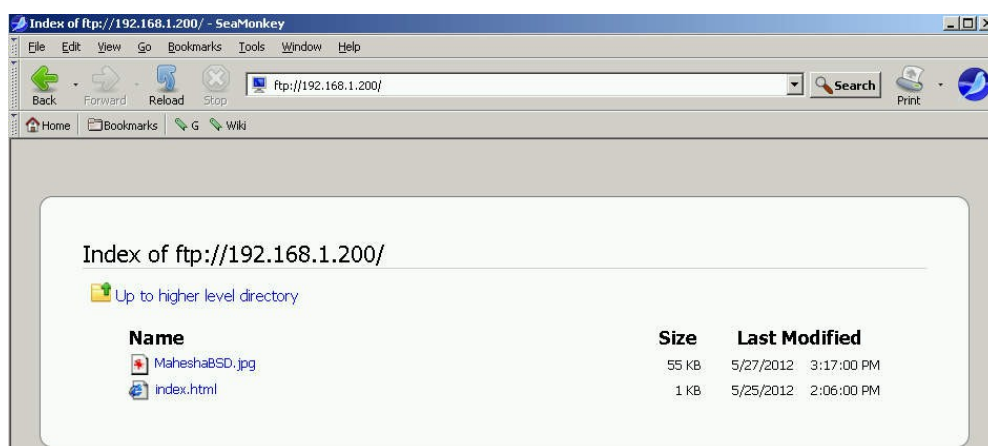 Index of ftp://192.168.1.200/ - SeaMonkey
File Edit View Go Bookmarks Tools Window Help
Back Forward Reload Stop ftp://192.168.1.200/ Search Print
Home Bookmarks G Wiki
Index of ftp://192.168.1.200/
Up to higher level directory
Name Size Last Modified
MaheshaBSD.jpg 55 KB 5/27/2012 3:17:00 PM
index.html 1 KB 5/25/2012 2:06:00 PM